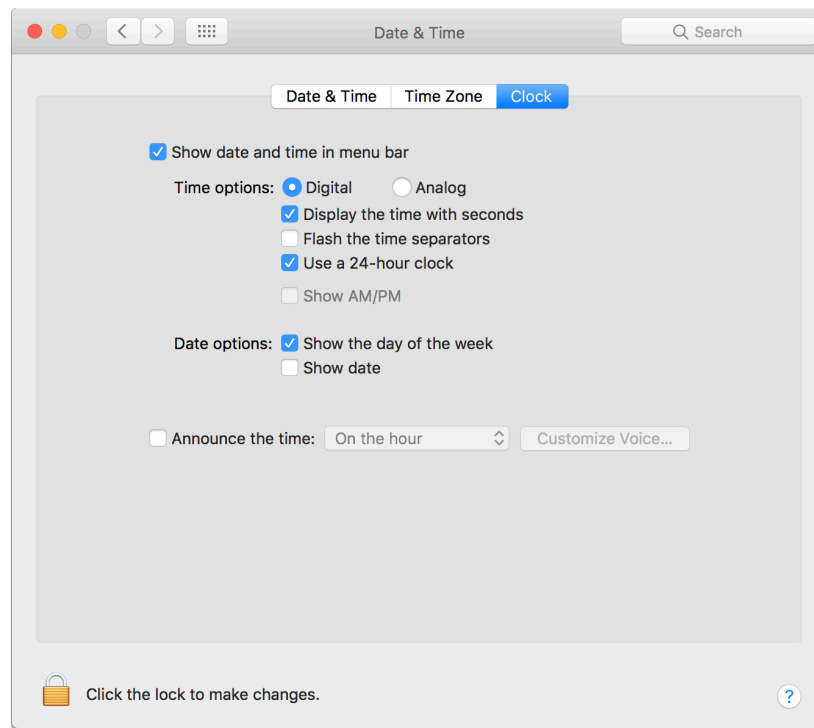 Date & Time
Search
Date & Time Time Zone Clock
Show date and time in menu bar
Time options: Digital Analog
Display the time with seconds
Flash the time separators
Use a 24-hour clock
Show AM/PM
Date options: Show the day of the week
Show date
Announce the time: On the hour Customize Voice...
Click the lock to make changes.
?